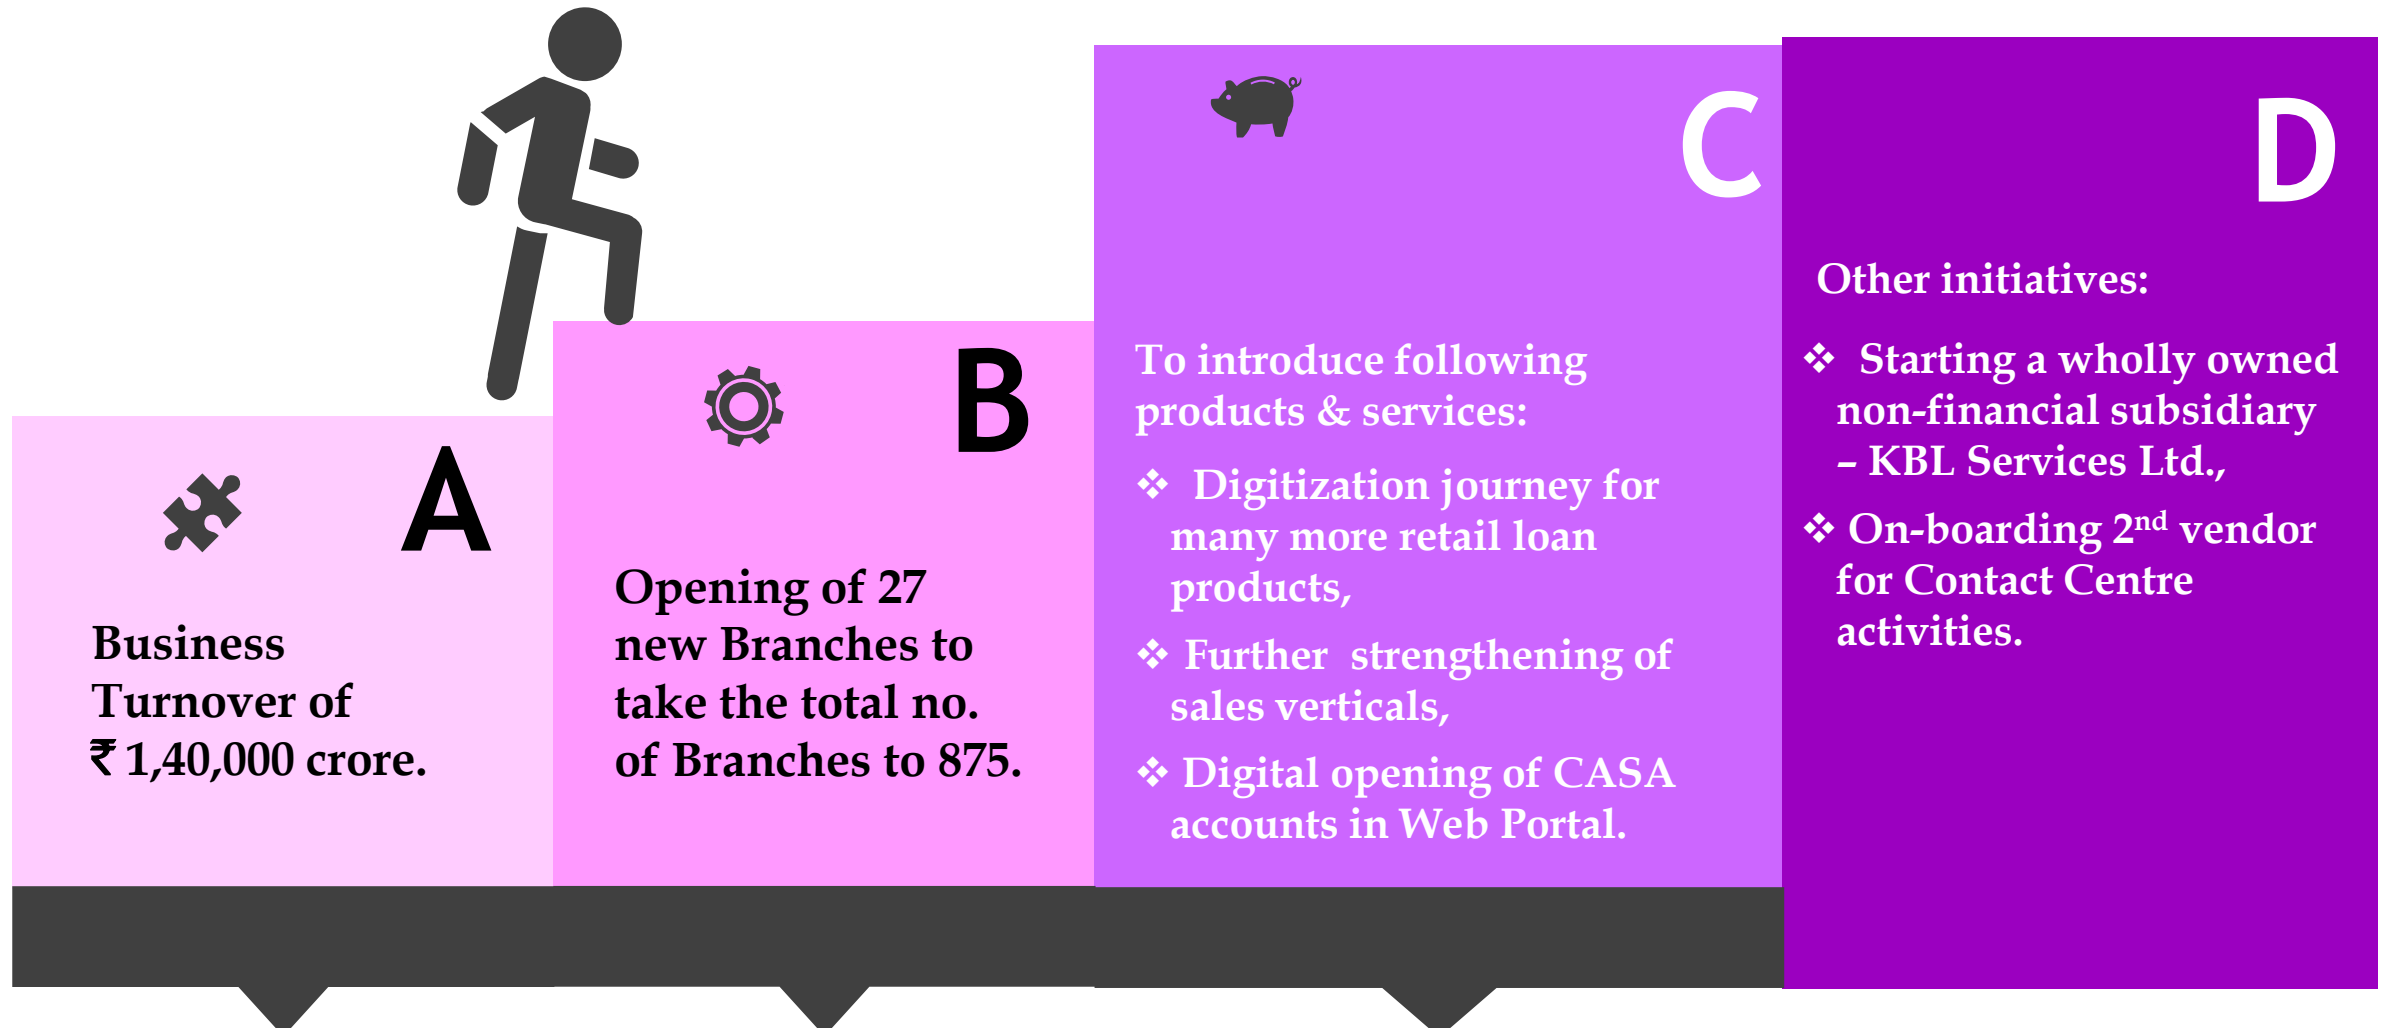 A
Business
Turnover of
₹ 1,40,000 crore.
B
Opening of 27
new Branches to
take the total no.
of Branches to 875.
C
To introduce following
products & services:
❖ Digitization journey for
many more retail loan
products,
❖ Further strengthening of
sales verticals,
❖ Digital opening of CASA
accounts in Web Portal.
D
Other initiatives:
❖ Starting a wholly owned
non-financial subsidiary
– KBL Services Ltd.,
❖ On-boarding 2nd vendor
for Contact Centre
activities.